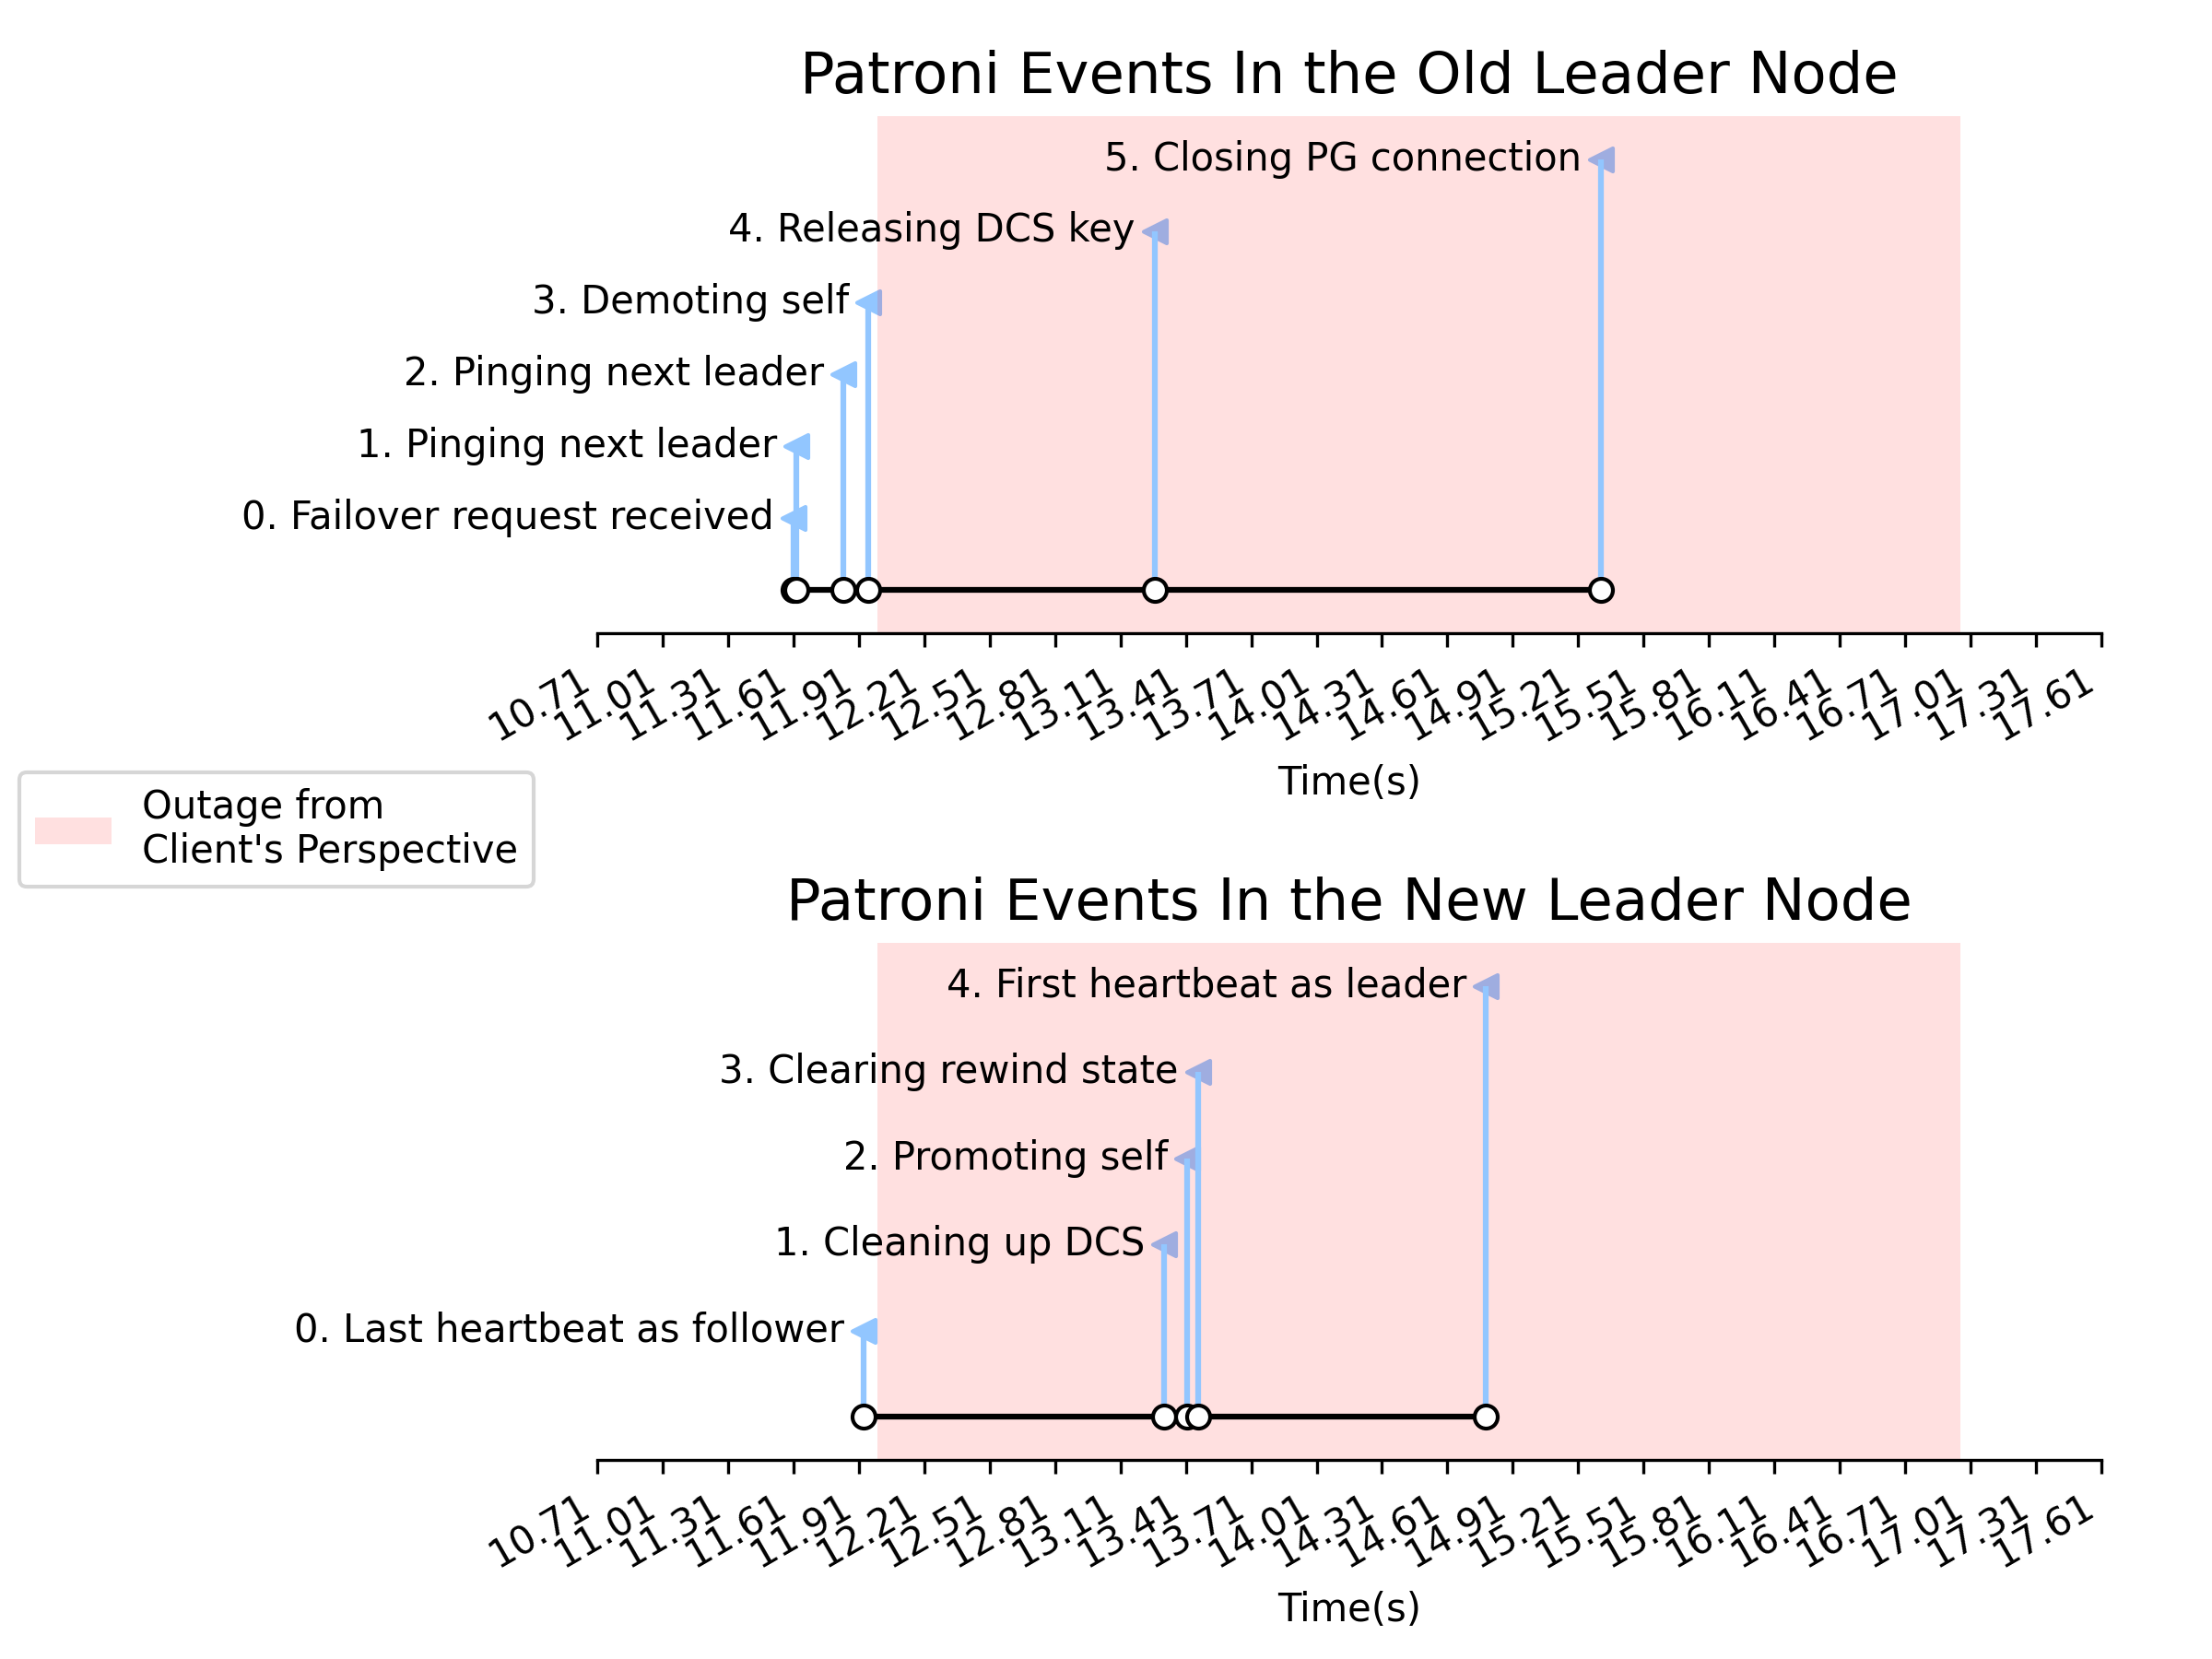 Patroni Events In the Old Leader Node
5. Closing PG connection
4. Releasing DCS key
3. Demoting self
2. Pinging next leader
1. Pinging next leader
0. Failover request received
10.71
11.01
11.31
11.61
11.91
12.21
12.51
12.81
13.11
13.41
13.71
14.01
14.31
14.61
14.91
15.21
15.51
15.81
16.11
16.41
16.71
17.01
17.31
17.61
Time(s)
Outage from
Client's Perspective
Patroni Events In the New Leader Node
4. First heartbeat as leader
3. Clearing rewind state
2. Promoting self
1. Cleaning up DCS
0. Last heartbeat as follower
10.71
11.01
11.31
11.61
11.91
12.21
12.51
12.81
13.11
13.41
13.71
14.01
14.31
14.61
14.91
15.21
15.51
15.81
16.11
16.41
16.71
17.01
17.31
17.61
Time(s)